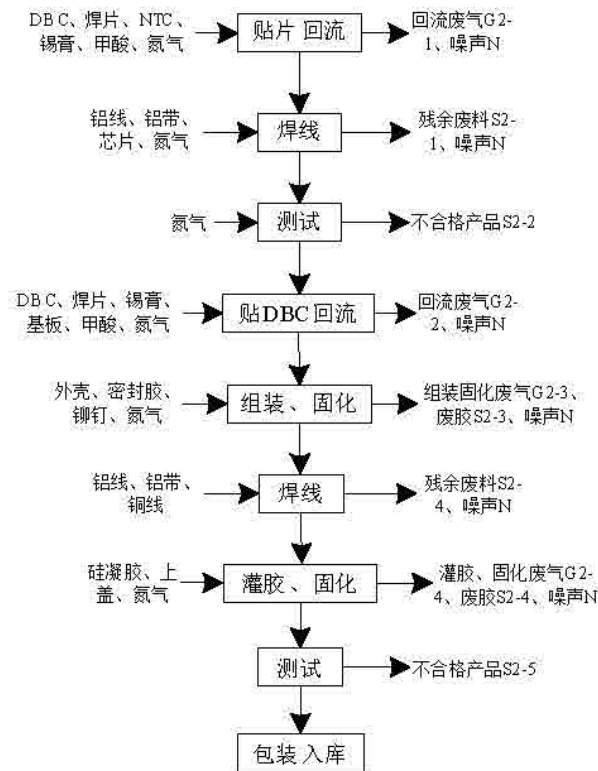 DBC、焊片、NTC、
锡膏、甲酸、氮气
贴片 回流
回流废气G2-
1、噪声N
铝线、铝带、
芯片、氮气
焊线
残余废料S2-
1、噪声N
氮气
测试
不合格产品S2-2
DBC、焊片、锡膏、
基板、甲酸、氮气
贴DBC 回流
回流废气G2-
2、噪声N
外壳、密封胶、
铆钉、氮气
组装、固化
组装固化废气G2-3、
废胶S2-3、噪声N
铝线、铝带、
铜线
焊线
残余废料S2-
4、噪声N
硅凝胶、上
盖、氮气
灌胶、固化
灌胶、固化废气G2-
4、废胶S2-4、噪声N
测试
不合格产品S2-5
包装入库